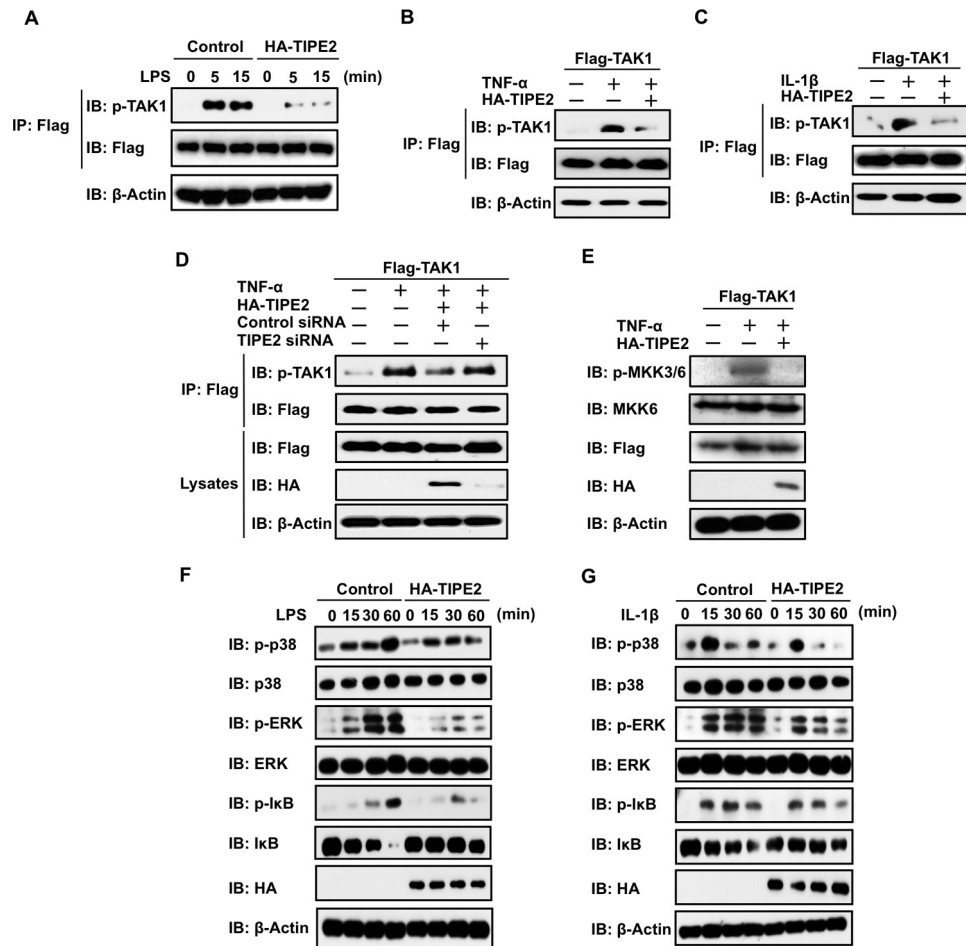 A
Control HA-TIPE2
LPS 0 5 15 0 5 15 (min)
IB: p-TAK1
IP: Flag
IB: Flag
IB: β-Actin
B
Flag-TAK1
TNF-α − + +
HA-TIPE2 − − +
IB: p-TAK1
IP: Flag
IB: Flag
IB: β-Actin
C
Flag-TAK1
IL-1β − + +
HA-TIPE2 − − +
IB: p-TAK1
IP: Flag
IB: Flag
IB: β-Actin
D
Flag-TAK1
TNF-α − + + +
HA-TIPE2 − − + +
Control siRNA − − + −
TIPE2 siRNA − − − +
IB: p-TAK1
IP: Flag
IB: Flag
IB: Flag
Lysates
IB: HA
IB: β-Actin
E
Flag-TAK1
TNF-α − + +
HA-TIPE2 − − +
IB: p-MKK3/6
IB: MKK6
IB: Flag
IB: HA
IB: β-Actin
F
Control HA-TIPE2
LPS 0 15 30 60 0 15 30 60 (min)
IB: p-p38
IB: p38
IB: p-ERK
IB: ERK
IB: p-IκB
IB: IκB
IB: HA
IB: β-Actin
G
Control HA-TIPE2
IL-1β 0 15 30 60 0 15 30 60 (min)
IB: p-p38
IB: p38
IB: p-ERK
IB: ERK
IB: p-IκB
IB: IκB
IB: HA
IB: β-Actin